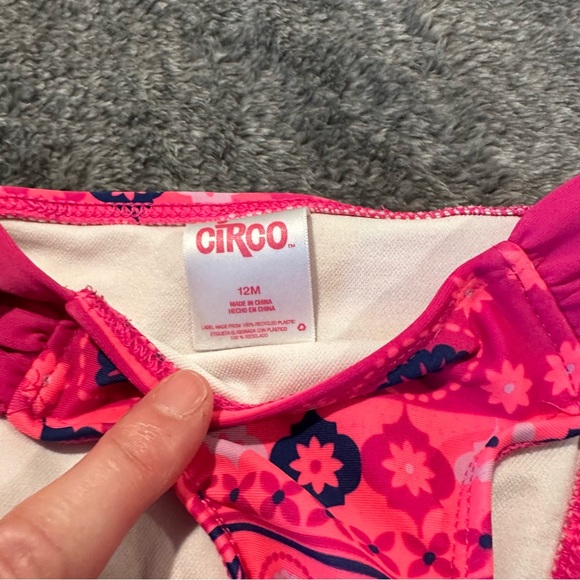 CiRCO™
12M
MADE IN CHINA
HECHO EN CHINA
LABEL MADE FROM 100% RECYCLED PLASTIC
ETIQUETA ELABORADA CON PLÁSTICO
100 % RECICLADO